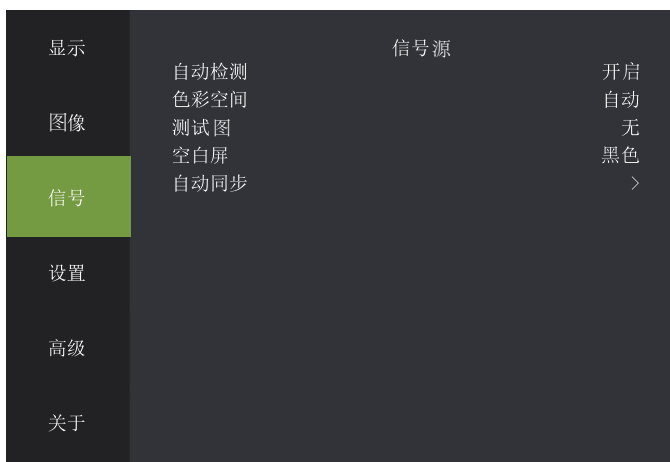 显示
图像
信号
设置
高级
关于
信号源
自动检测 开启
色彩空间 自动
测试图 无
空白屏 黑色
自动同步 >